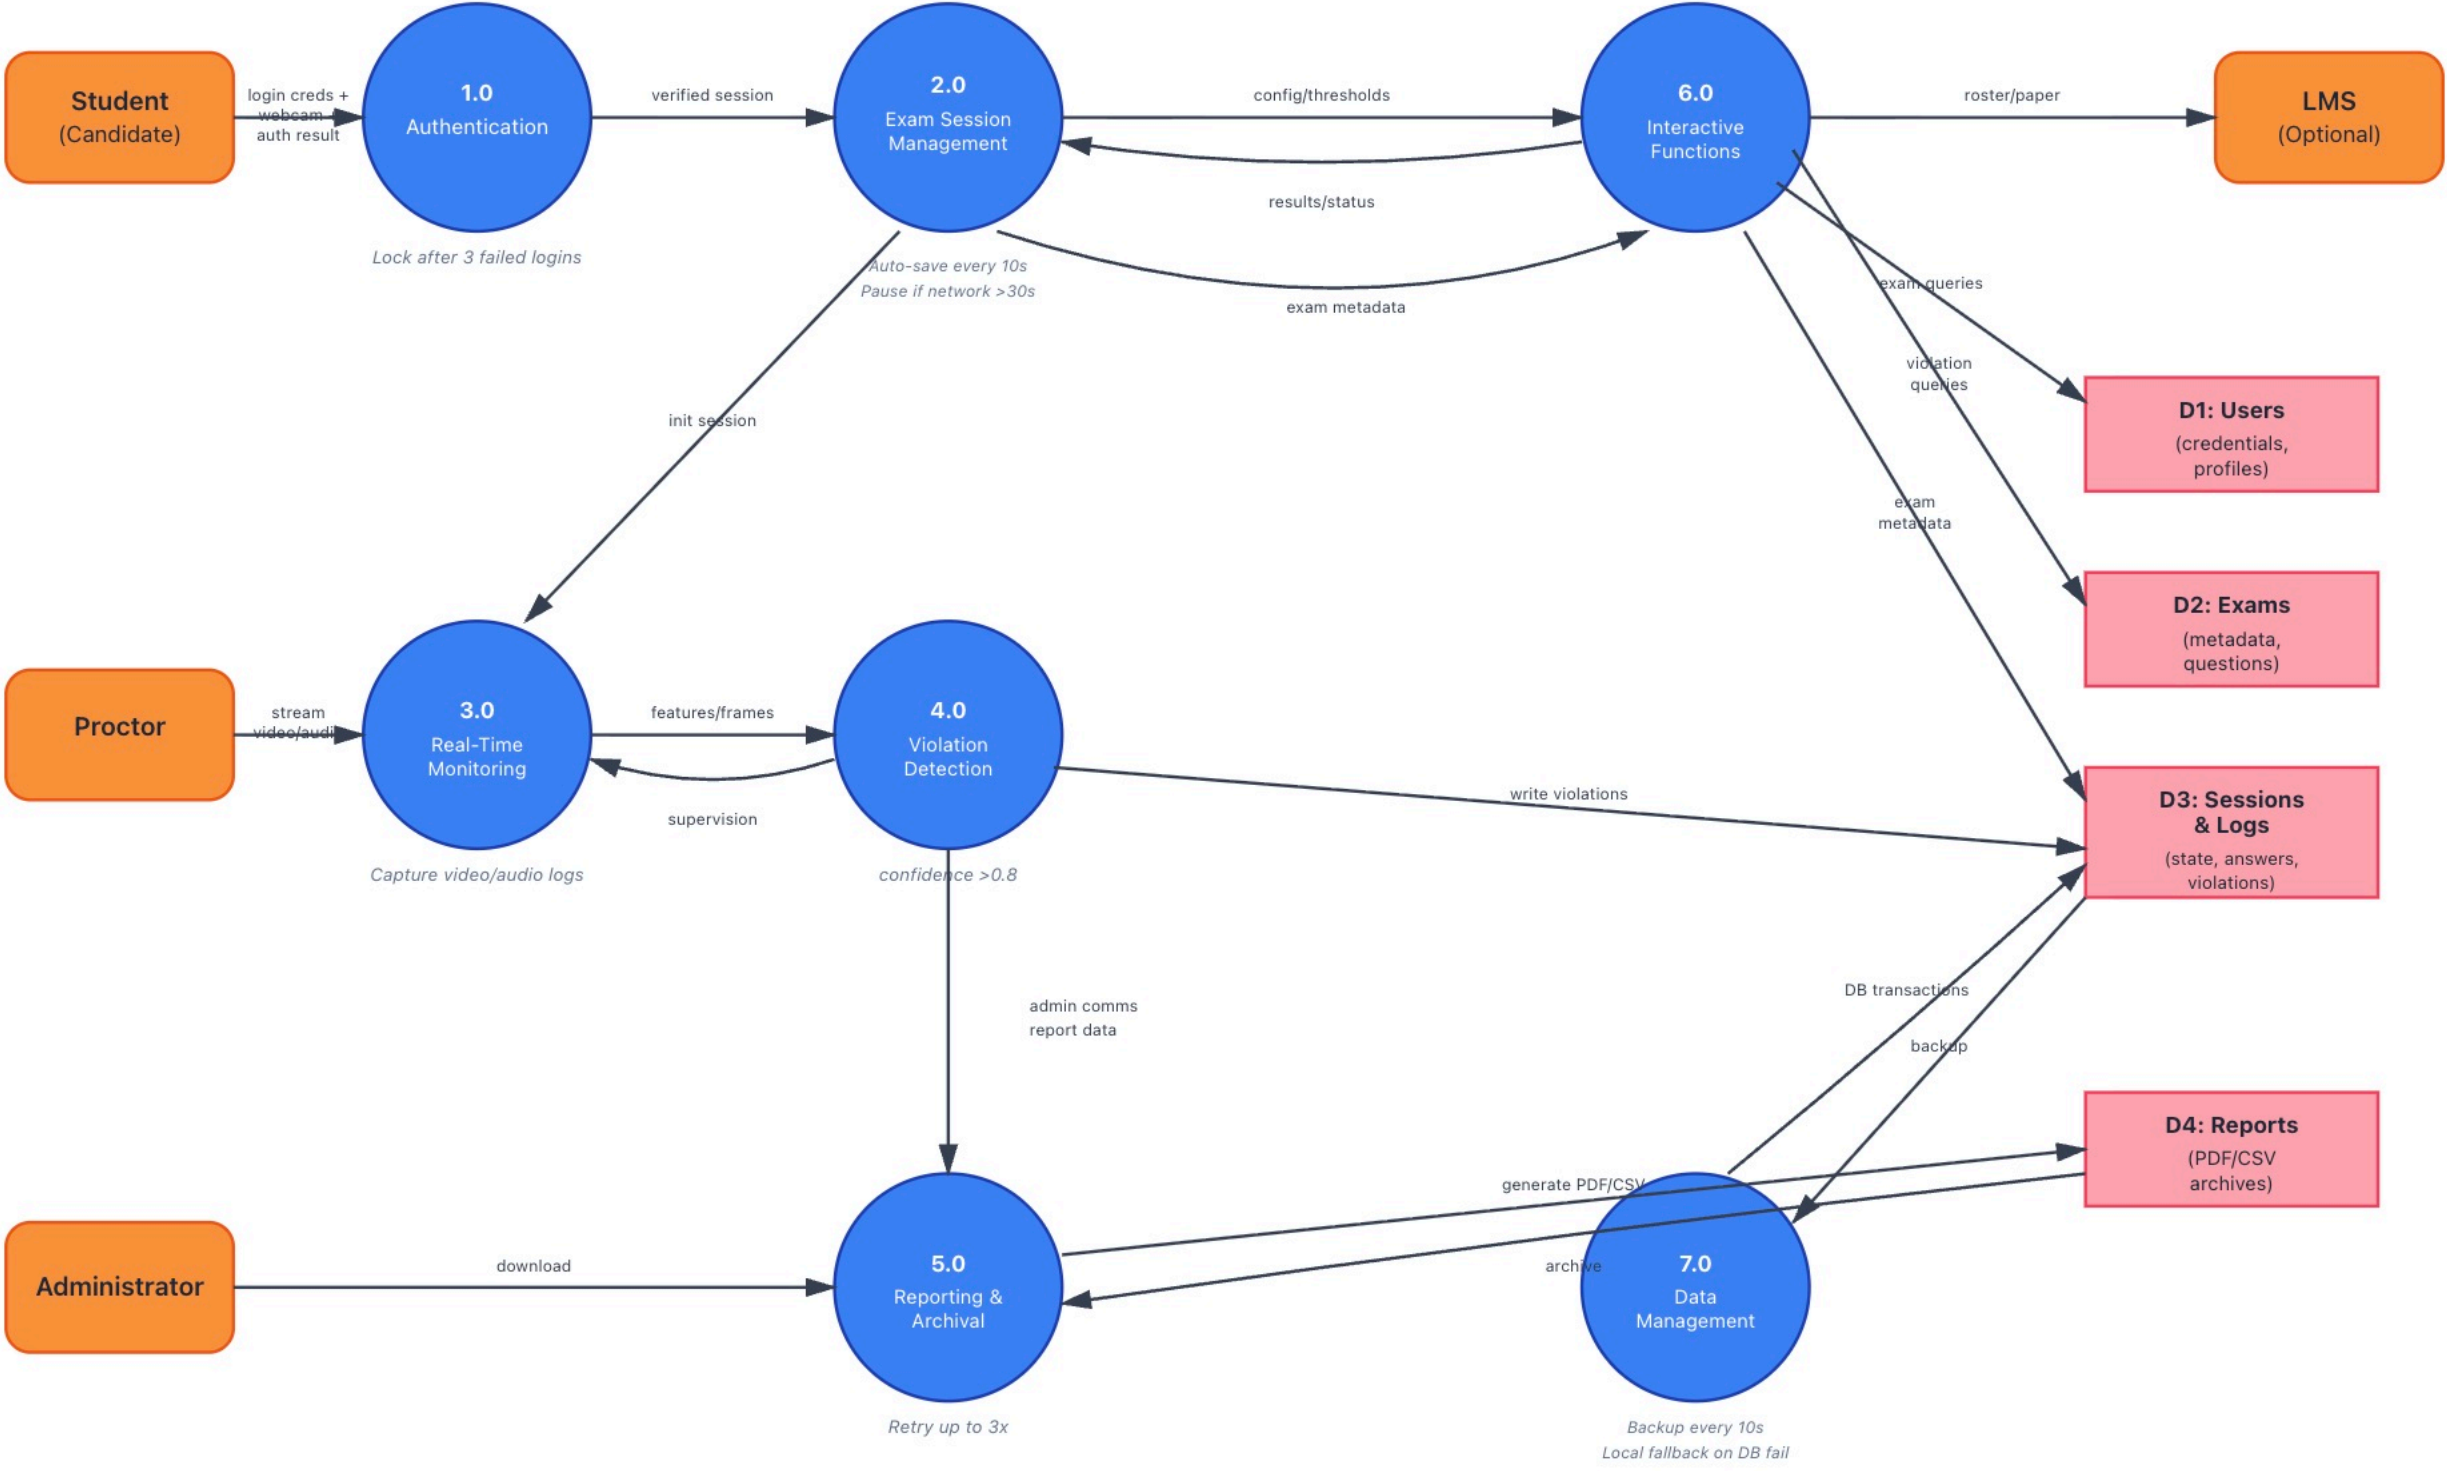 Student
(Candidate)
login creds +
webcam +
auth result
1.0
Authentication
Lock after 3 failed logins
verified session
2.0
Exam Session
Management
Auto-save every 10s
Pause if network >30s
config/thresholds
results/status
exam metadata
6.0
Interactive
Functions
roster/paper
LMS
(Optional)
exam queries
violation
queries
exam
metadata
D1: Users
(credentials,
profiles)
D2: Exams
(metadata,
questions)
init session
Proctor
stream
video/audio
3.0
Real-Time
Monitoring
Capture video/audio logs
features/frames
supervision
4.0
Violation
Detection
confidence >0.8
write violations
D3: Sessions
& Logs
(state, answers,
violations)
admin comms
report data
DB transactions
backup
D4: Reports
(PDF/CSV
archives)
generate PDF/CSV
archive
Administrator
download
5.0
Reporting &
Archival
Retry up to 3x
7.0
Data
Management
Backup every 10s
Local fallback on DB fail